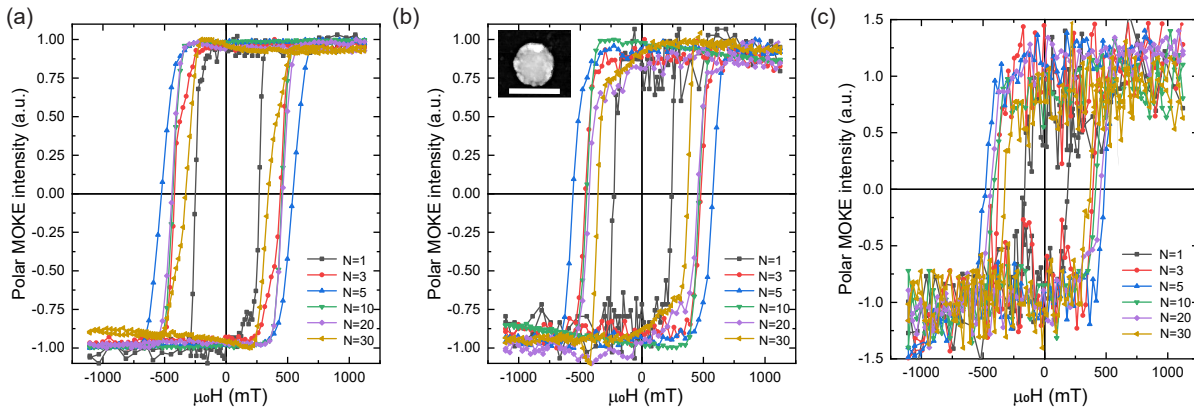 (a)
Polar MOKE intensity (a.u.)
1.00
0.75
0.50
0.25
0.00
-0.25
-0.50
-0.75
-1.00
-1000
-500
0
500
1000
μ₀H (mT)
N=1
N=3
N=5
N=10
N=20
N=30
(b)
Polar MOKE intensity (a.u.)
1.00
0.75
0.50
0.25
0.00
-0.25
-0.50
-0.75
-1.00
-1000
-500
0
500
1000
μ₀H (mT)
N=1
N=3
N=5
N=10
N=20
N=30
(c)
Polar MOKE intensity (a.u.)
1.5
1.0
0.5
0.0
-0.5
-1.0
-1.5
-1000
-500
0
500
1000
μ₀H (mT)
N=1
N=3
N=5
N=10
N=20
N=30